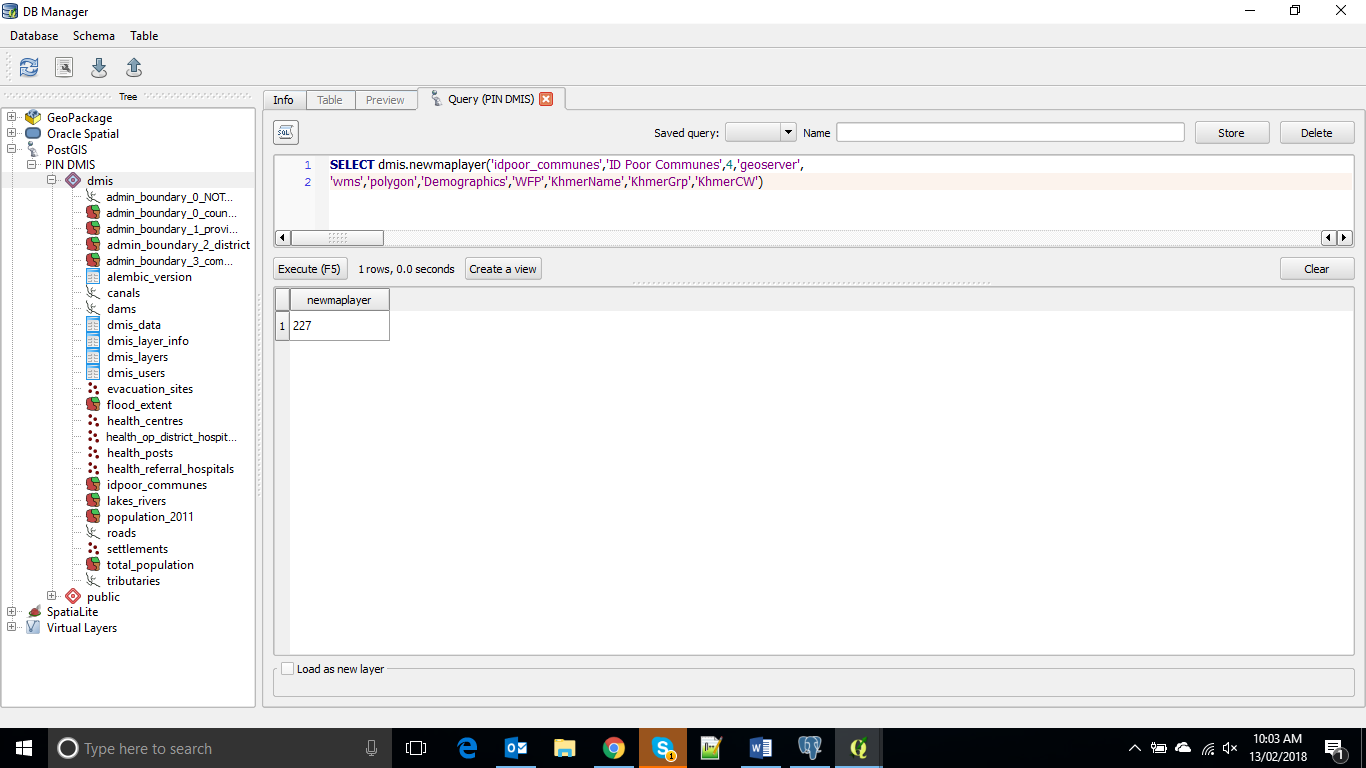 DB Manager
Database Schema Table
Tree
GeoPackage
Oracle Spatial
PostGIS
PIN DMIS
dmis
admin_boundary_0_NOT...
admin_boundary_0_coun...
admin_boundary_1_provi...
admin_boundary_2_district
admin_boundary_3_com...
alembic_version
canals
dams
dmis_data
dmis_layer_info
dmis_layers
dmis_users
evacuation_sites
flood_extent
health_centres
health_op_district_hospit...
health_posts
health_referral_hospitals
idpoor_communes
lakes_rivers
population_2011
roads
settlements
total_population
tributaries
public
SpatiaLite
Virtual Layers
Info Table Preview Query (PIN DMIS)
SQL Saved query: Name Store Delete
1 SELECT dmis.newmaplayer('idpoor_communes','ID Poor Communes',4,'geoserver',
2 'wms','polygon','Demographics','WFP','KhmerName','KhmerGrp','KhmerCW')
Execute (F5) 1 rows, 0.0 seconds Create a view Clear
newmaplayer
1 227
Load as new layer
Type here to search
1
10:03 AM
13/02/2018
1